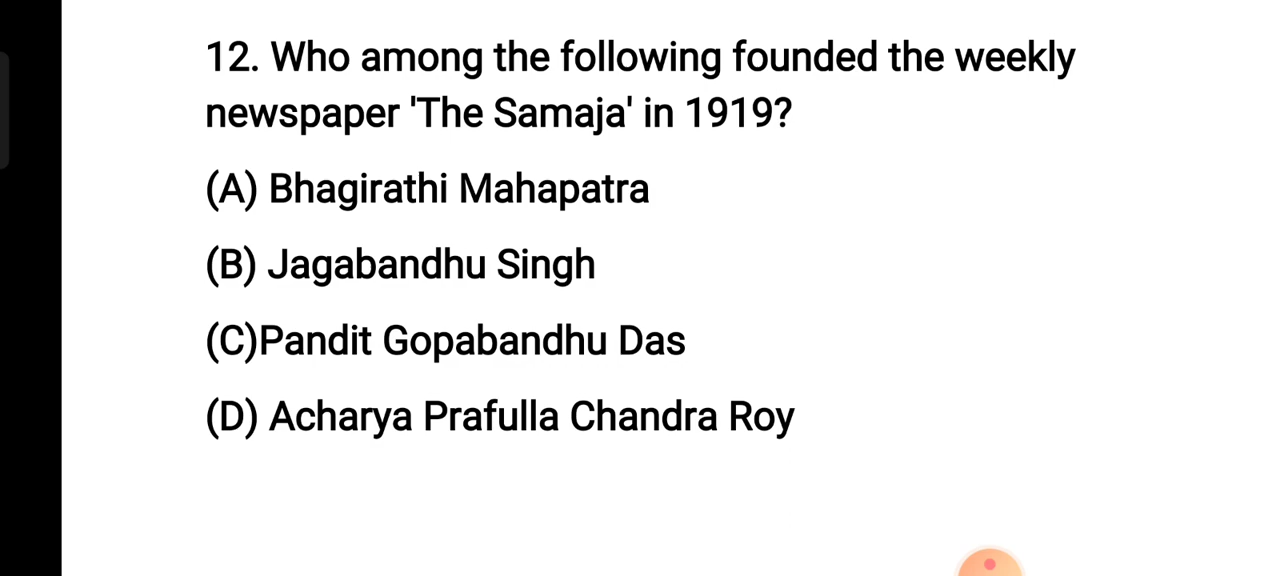 12. Who among the following founded the weekly
newspaper 'The Samaja' in 1919?
(A) Bhagirathi Mahapatra
(B) Jagabandhu Singh
(C)Pandit Gopabandhu Das
(D) Acharya Prafulla Chandra Roy